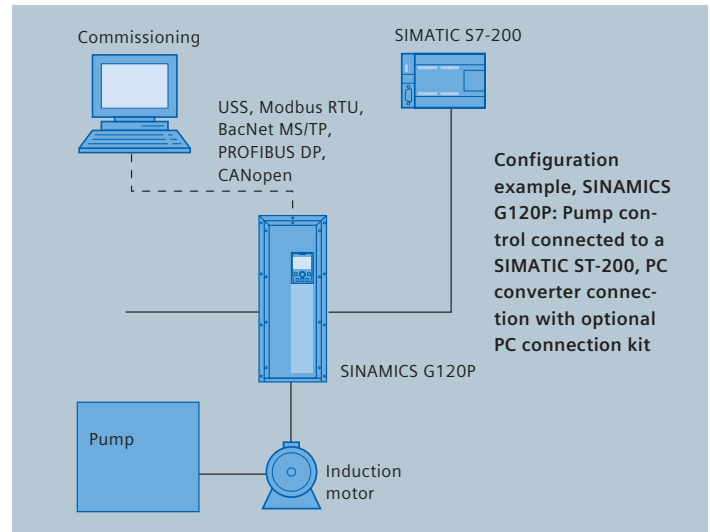 Commissioning
SIMATIC S7-200
USS, Modbus RTU,
BacNet MS/TP,
PROFIBUS DP,
CANopen
Configuration
example, SINAMICS
G120P: Pump con-
trol connected to a
SIMATIC ST-200, PC
converter connec-
tion with optional
PC connection kit
SINAMICS G120P
Pump
Induction
motor